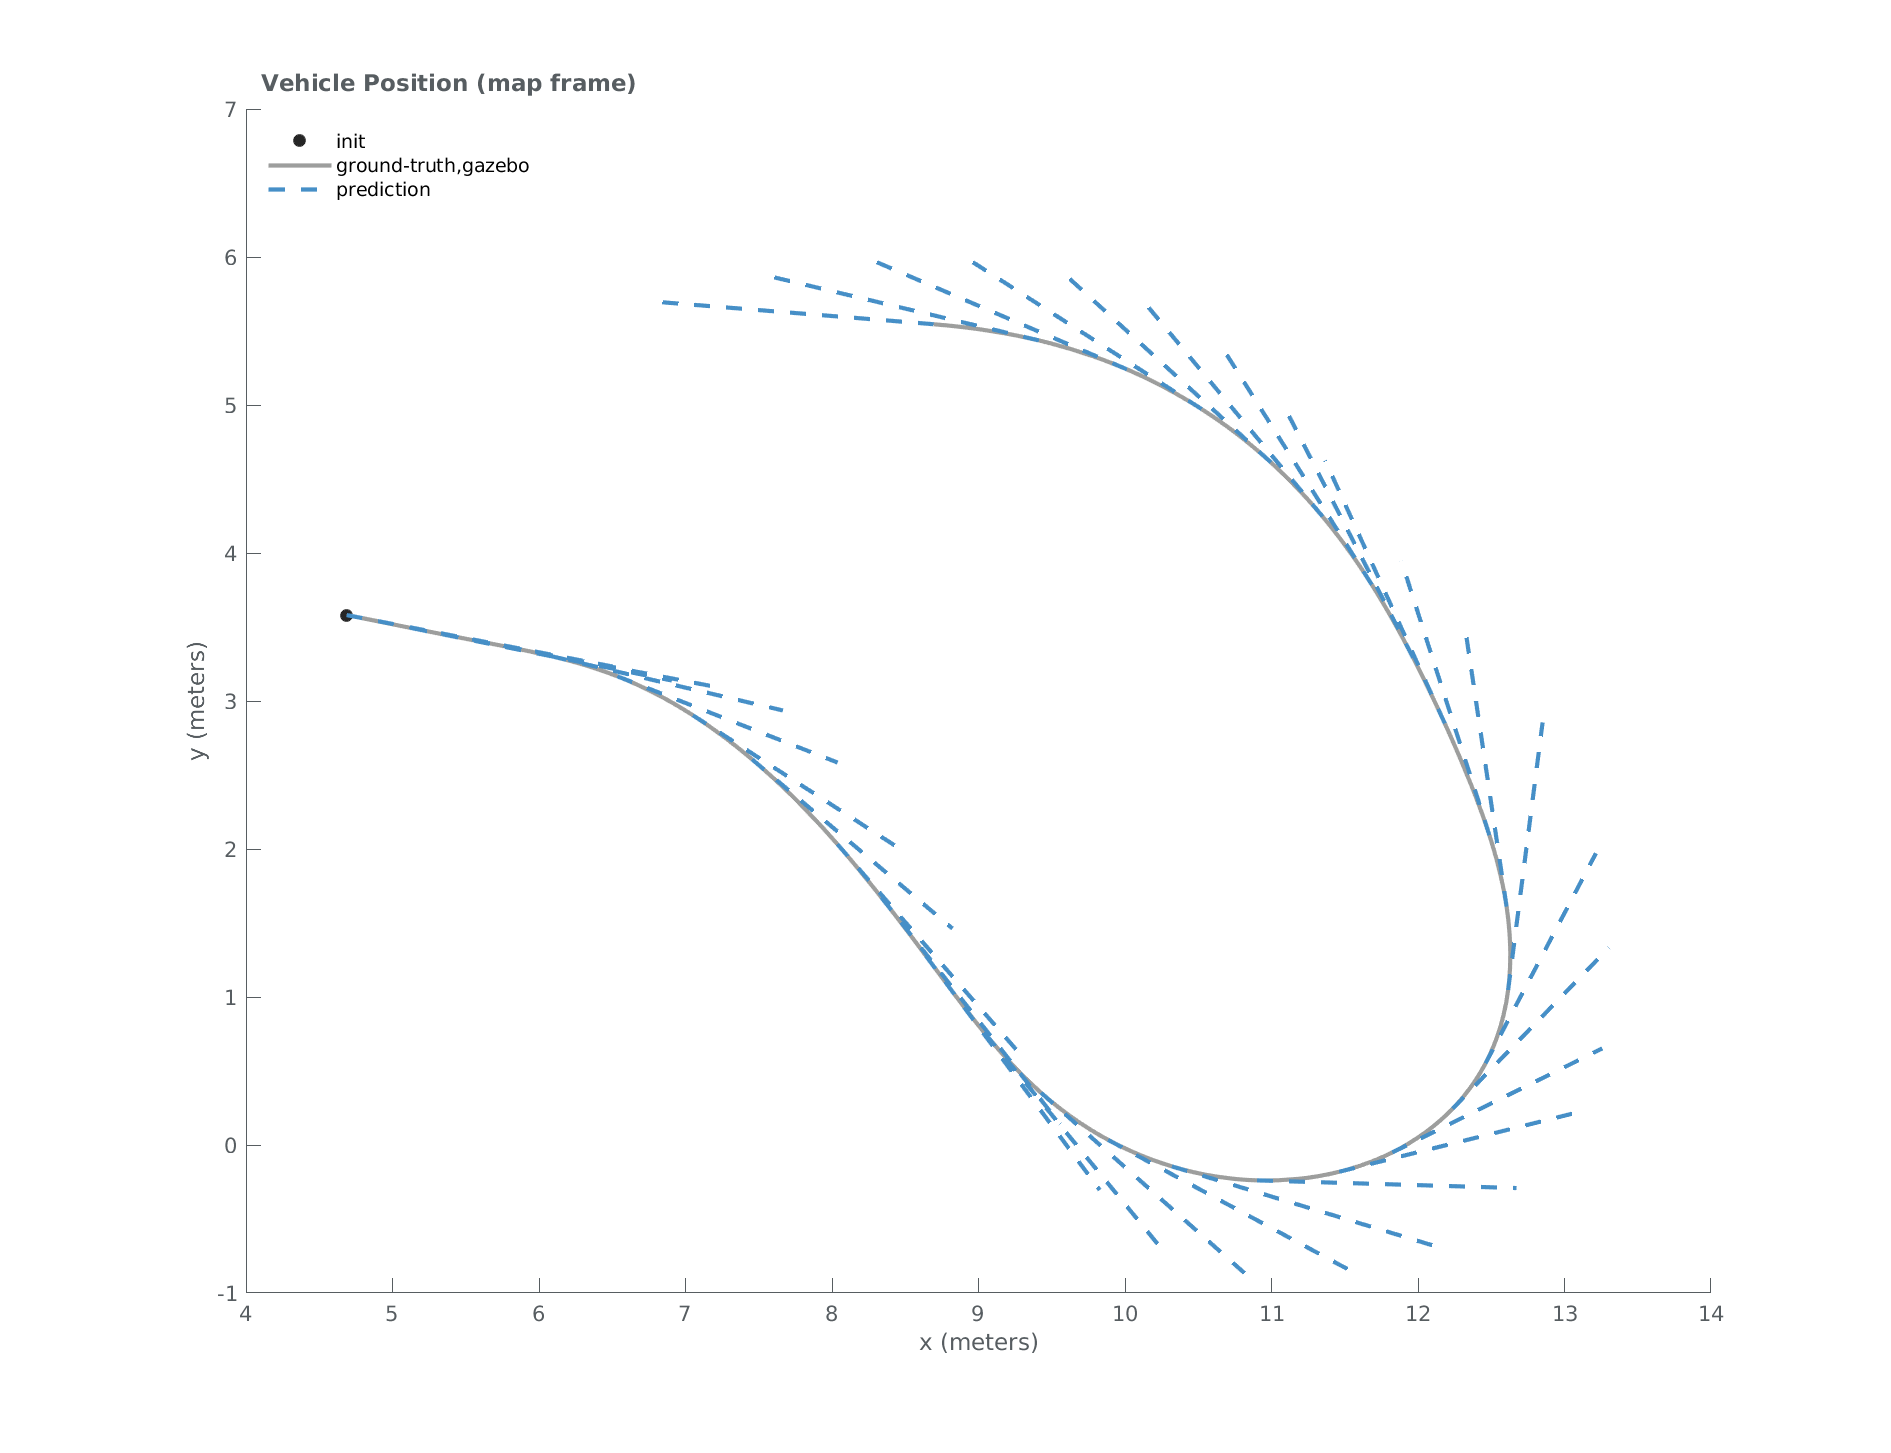 Vehicle Position (map frame)
7
init
ground-truth,gazebo
prediction
6
5
4
3
2
1
0
-1
y (meters)
4 5 6 7 8 9 10 11 12 13 14
x (meters)